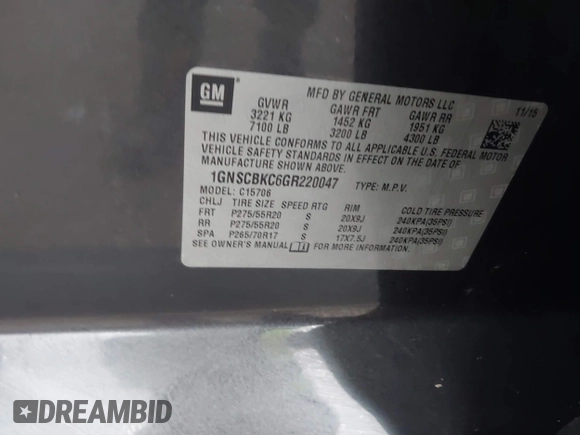 GM
MFD BY GENERAL MOTORS LLC
11/15
GVWR GAWR FRT GAWR RR
3221 KG 1452 KG 1951 KG
7100 LB 3200 LB 4300 LB
THIS VEHICLE CONFORMS TO ALL APPLICABLE U.S. FEDERAL MOTOR
VEHICLE SAFETY STANDARDS IN EFFECT ON THE DATE OF
MANUFACTURE SHOWN ABOVE.
1GNSCBKC6GR220047 TYPE: M.P.V.
MODEL: C15706
CHLJ TIRE SIZE SPEED RTG RIM COLD TIRE PRESSURE
FRT P275/55R20 S 20X9J 240KPA(35PSI)
RR P275/55R20 S 20X9J 240KPA(35PSI)
SPA P265/70R17 S 17X7.5J 240KPA(35PSI)
SEE OWNER'S MANUAL FOR MORE INFORMATION.
DREAMBID